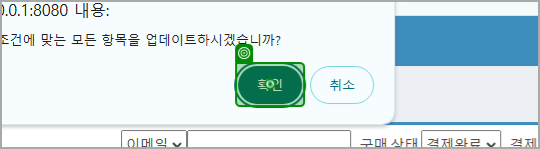 0.0.1:8080 내용:
조건에 맞는 모든 항목을 업데이트하시겠습니까?
확인 취소
이메일 구매 상태 결제완료 결제